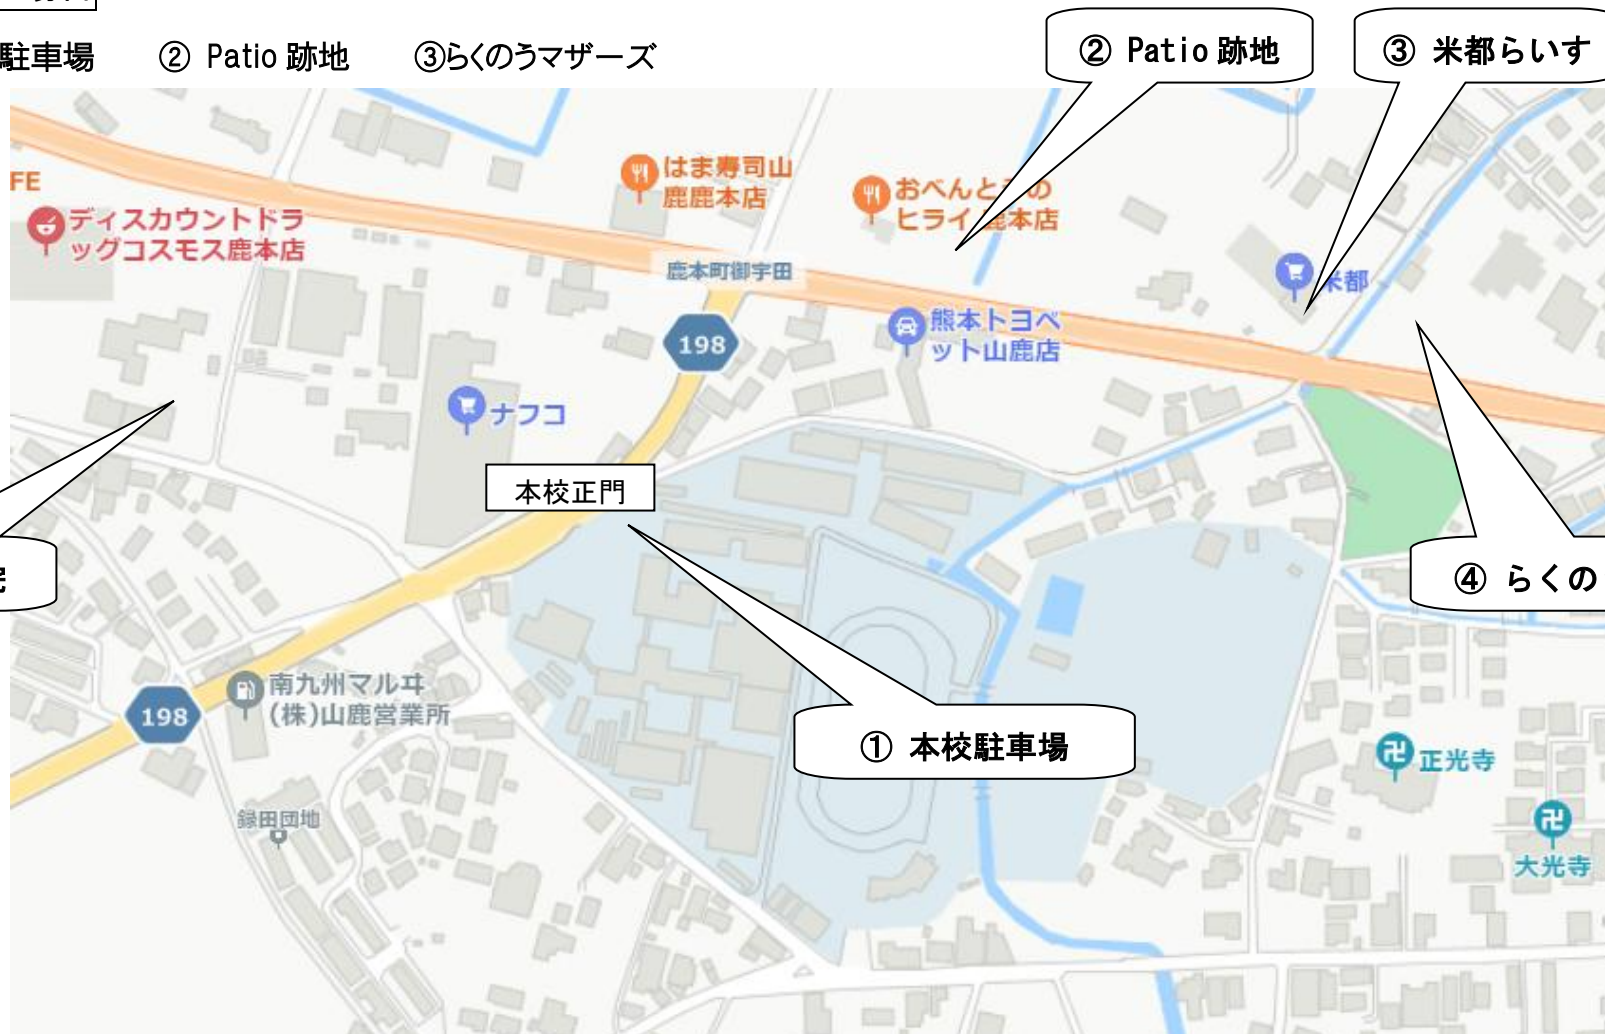 駐車場 ② Patio 跡地 ③らくのうマザーズ
② Patio 跡地
③ 米都らいす
FE
ディスカウントドラ
ッグコスモス鹿本店
はま寿司山
鹿鹿本店
おべんとうの
ヒライ 鹿本店
鹿本町御宇田
米都
熊本トヨペ
ット山鹿店
198
ナフコ
本校正門
④ らくの
198
南九州マルヰ
(株)山鹿営業所
① 本校駐車場
正光寺
録田団地
大光寺